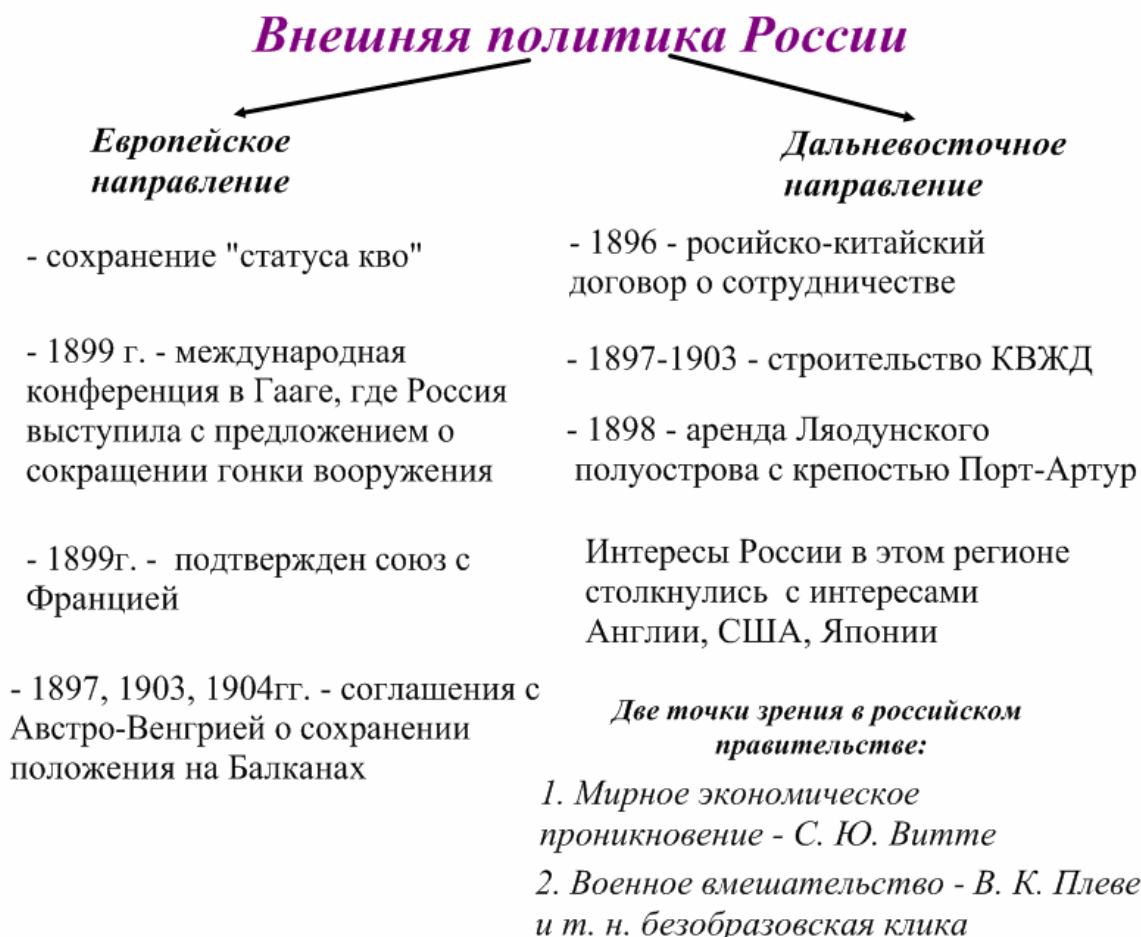 Внешняя политика России
Европейское
направление
- сохранение "статуса кво"
- 1899 г. - международная
конференция в Гааге, где Россия
выступила с предложением о
сокращении гонки вооружения
- 1899г. - подтвержден союз с
Францией
- 1897, 1903, 1904гг. - соглашения с
Австро-Венгрией о сохранении
положения на Балканах
Дальневосточное
направление
- 1896 - росийско-китайский
договор о сотрудничестве
- 1897-1903 - строительство КВЖД
- 1898 - аренда Ляодунского
полуострова с крепостью Порт-Артур
Интересы России в этом регионе
столкнулись с интересами
Англии, США, Японии
Две точки зрения в российском
правительстве:
1. Мирное экономическое
проникновение - С. Ю. Витте
2. Военное вмешательство - В. К. Плеве
и т. н. безобразовская клика